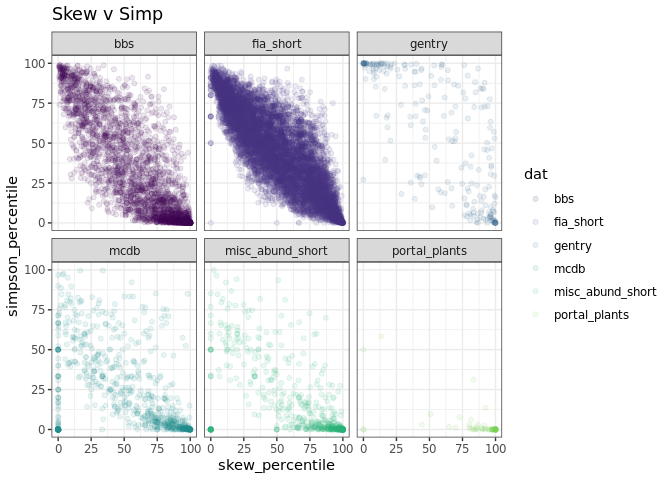 Skew v Simp
bbs
fia_short
gentry
100
75
50
25
0
mcdb
misc_abund_short
portal_plants
100
75
50
25
0
0 25 50 75 100
0 25 50 75 100
0 25 50 75 100
skew_percentile
simpson_percentile
dat
bbs
fia_short
gentry
mcdb
misc_abund_short
portal_plants